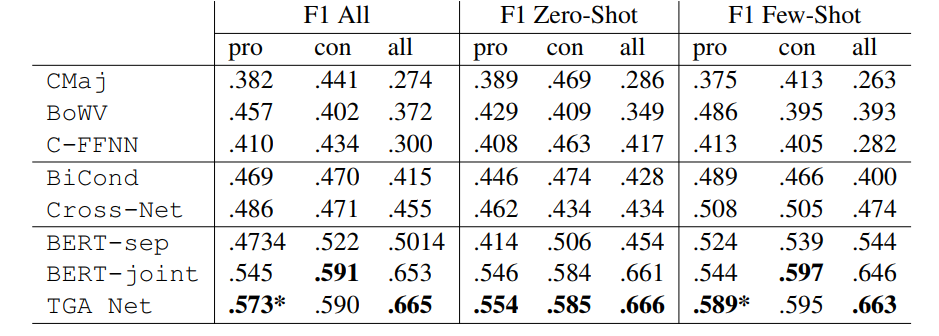 F1 All F1 Zero-Shot F1 Few-Shot
pro con all pro con all pro con all
CMaj .382 .441 .274 .389 .469 .286 .375 .413 .263
BoWV .457 .402 .372 .429 .409 .349 .486 .395 .393
C-FFNN .410 .434 .300 .408 .463 .417 .413 .405 .282
BiCond .469 .470 .415 .446 .474 .428 .489 .466 .400
Cross-Net .486 .471 .455 .462 .434 .434 .508 .505 .474
BERT-sep .4734 .522 .5014 .414 .506 .454 .524 .539 .544
BERT-joint .545 .591 .653 .546 .584 .661 .544 .597 .646
TGA Net .573* .590 .665 .554 .585 .666 .589* .595 .663